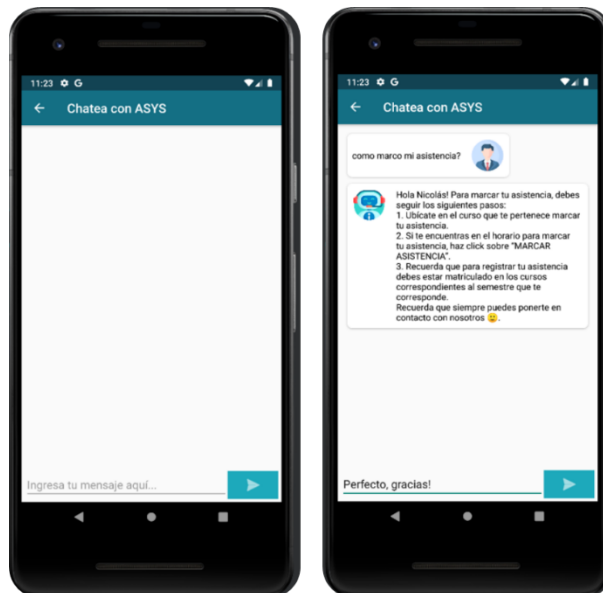 11:23 G
Chatea con ASYS
Ingresa tu mensaje aquí...
11:23 G
Chatea con ASYS
como marco mi asistencia?
Hola Nicolás! Para marcar tu asistencia, debes
seguir los siguientes pasos:
1. Ubícate en el curso que te pertenece marcar
tu asistencia.
2. Si te encuentras en el horario para marcar
tu asistencia, haz click sobre "MARCAR
ASISTENCIA".
3. Recuerda que para registrar tu asistencia
debes estar matriculado en los cursos
correspondientes al semestre que te
corresponde.
Recuerda que siempre puedes ponerte en
contacto con nosotros 🙂.
Perfecto, gracias!